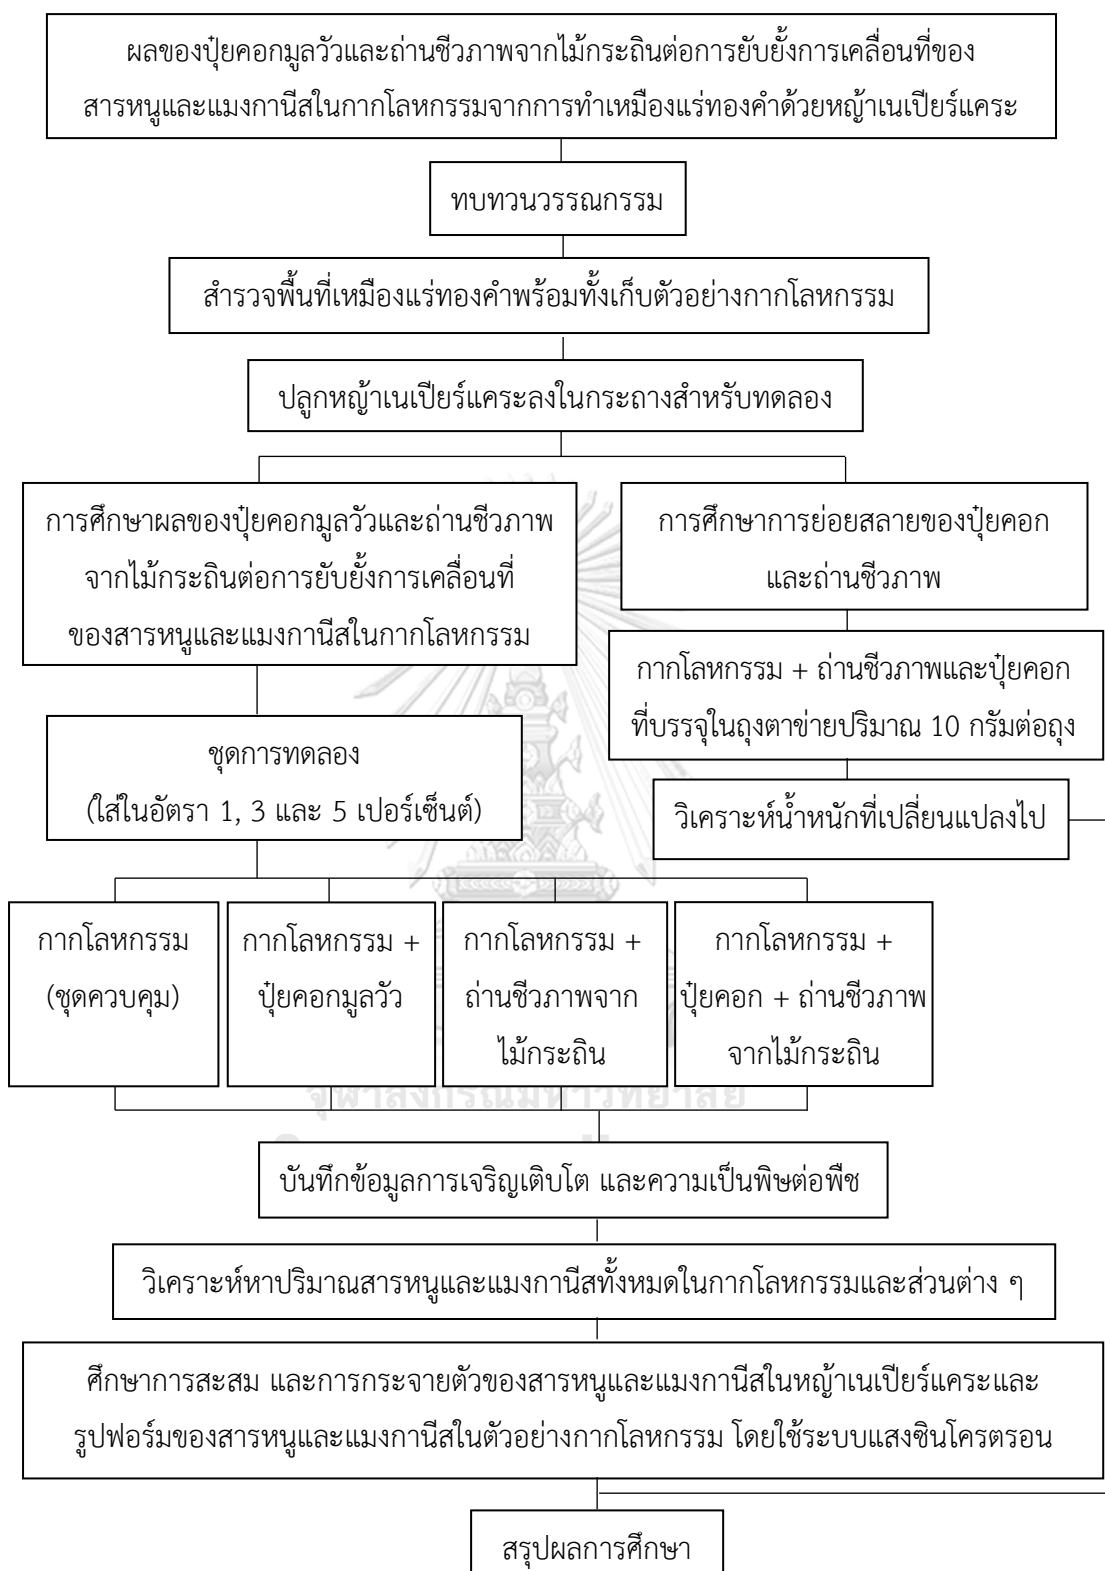 ผลของปุ๋ยคอกมูลวัวและถ่านชีวภาพจากไม้กระถินต่อการยับยั้งการเคลื่อนที่ของ
สารหนูและแมงกานีสในกากโลหกรรมจากการทำเหมืองแร่ทองคำด้วยหญ้าเนเปียร์แคระ
ทบทวนวรรณกรรม
สำรวจพื้นที่เหมืองแร่ทองคำพร้อมทั้งเก็บตัวอย่างกากโลหกรรม
ปลูกหญ้าเนเปียร์แคระลงในกระถางสำหรับทดลอง
การศึกษาผลของปุ๋ยคอกมูลวัวและถ่านชีวภาพ
จากไม้กระถินต่อการยับยั้งการเคลื่อนที่
ของสารหนูและแมงกานีสในกากโลหกรรม
การศึกษาการย่อยสลายของปุ๋ยคอก
และถ่านชีวภาพ
กากโลหกรรม + ถ่านชีวภาพและปุ๋ยคอก
ที่บรรจุในถุงตาข่ายปริมาณ 10 กรัมต่อถุง
ชุดการทดลอง
(ใส่ในอัตรา 1, 3 และ 5 เปอร์เซ็นต์)
วิเคราะห์น้ำหนักที่เปลี่ยนแปลงไป
กากโลหกรรม
(ชุดควบคุม)
กากโลหกรรม +
ปุ๋ยคอกมูลวัว
กากโลหกรรม +
ถ่านชีวภาพจาก
ไม้กระถิน
กากโลหกรรม +
ปุ๋ยคอก + ถ่านชีวภาพ
จากไม้กระถิน
จุฬาลงกรณ์มหาวิทยาลัย
บันทึกข้อมูลการเจริญเติบโต และความเป็นพิษต่อพืช
วิเคราะห์หาปริมาณสารหนูและแมงกานีสทั้งหมดในกากโลหกรรมและส่วนต่าง ๆ
ศึกษาการสะสม และการกระจายตัวของสารหนูและแมงกานีสในหญ้าเนเปียร์แคระและ
รูปฟอร์มของสารหนูและแมงกานีสในตัวอย่างกากโลหกรรม โดยใช้ระบบแสงซินโครตรอน
สรุปผลการศึกษา